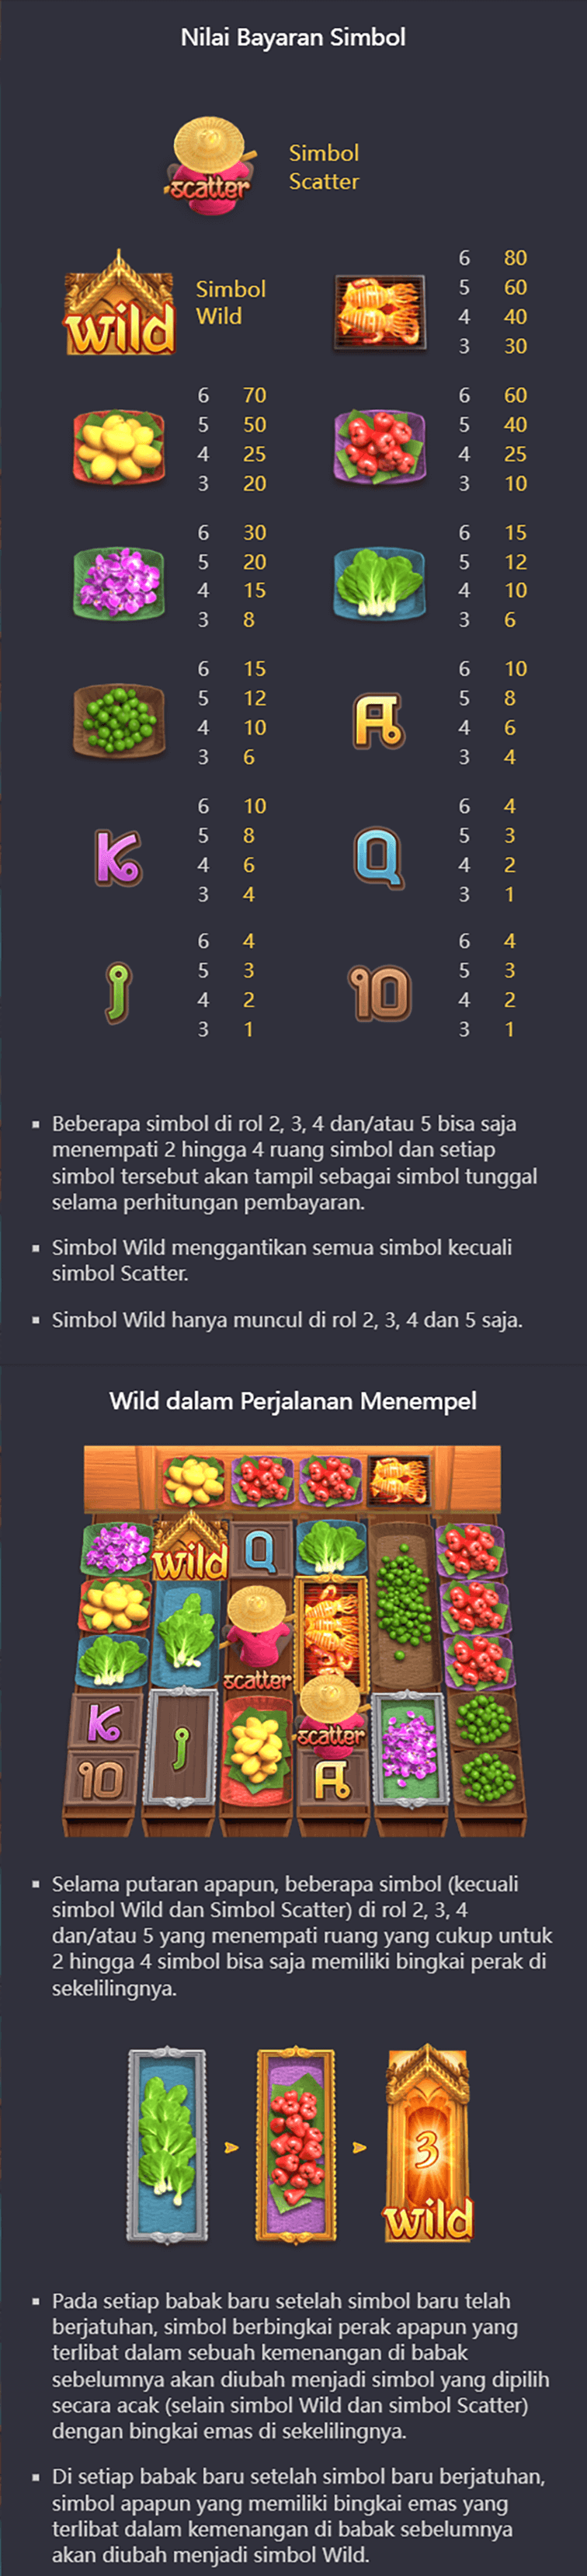 Nilai Bayaran Simbol
scatter
Simbol
Scatter
wild
Simbol
Wild
6 80
5 60
4 40
3 30
6 70
5 50
4 25
3 20
6 60
5 40
4 25
3 10
6 30
5 20
4 15
3 8
6 15
5 12
4 10
3 6
6 15
5 12
4 10
3 6
A
6 10
5 8
4 6
3 4
K
6 10
5 8
4 6
3 4
Q
6 4
5 3
4 2
3 1
J
6 4
5 3
4 2
3 1
10
6 4
5 3
4 2
3 1
▪ Beberapa simbol di rol 2, 3, 4 dan/atau 5 bisa saja
menempati 2 hingga 4 ruang simbol dan setiap
simbol tersebut akan tampil sebagai simbol tunggal
selama perhitungan pembayaran.
▪ Simbol Wild menggantikan semua simbol kecuali
simbol Scatter.
▪ Simbol Wild hanya muncul di rol 2, 3, 4 dan 5 saja.
Wild dalam Perjalanan Menempel
wild
Q
scatter
K
J
scatter
10
A
▪ Selama putaran apapun, beberapa simbol (kecuali
simbol Wild dan Simbol Scatter) di rol 2, 3, 4
dan/atau 5 yang menempati ruang yang cukup untuk
2 hingga 4 simbol bisa saja memiliki bingkai perak di
sekelilingnya.
3
wild
▪ Pada setiap babak baru setelah simbol baru telah
berjatuhan, simbol berbingkai perak apapun yang
terlibat dalam sebuah kemenangan di babak
sebelumnya akan diubah menjadi simbol yang dipilih
secara acak (selain simbol Wild dan simbol Scatter)
dengan bingkai emas di sekelilingnya.
▪ Di setiap babak baru setelah simbol baru berjatuhan,
simbol apapun yang memiliki bingkai emas yang
terlibat dalam kemenangan di babak sebelumnya
akan diubah menjadi simbol Wild.